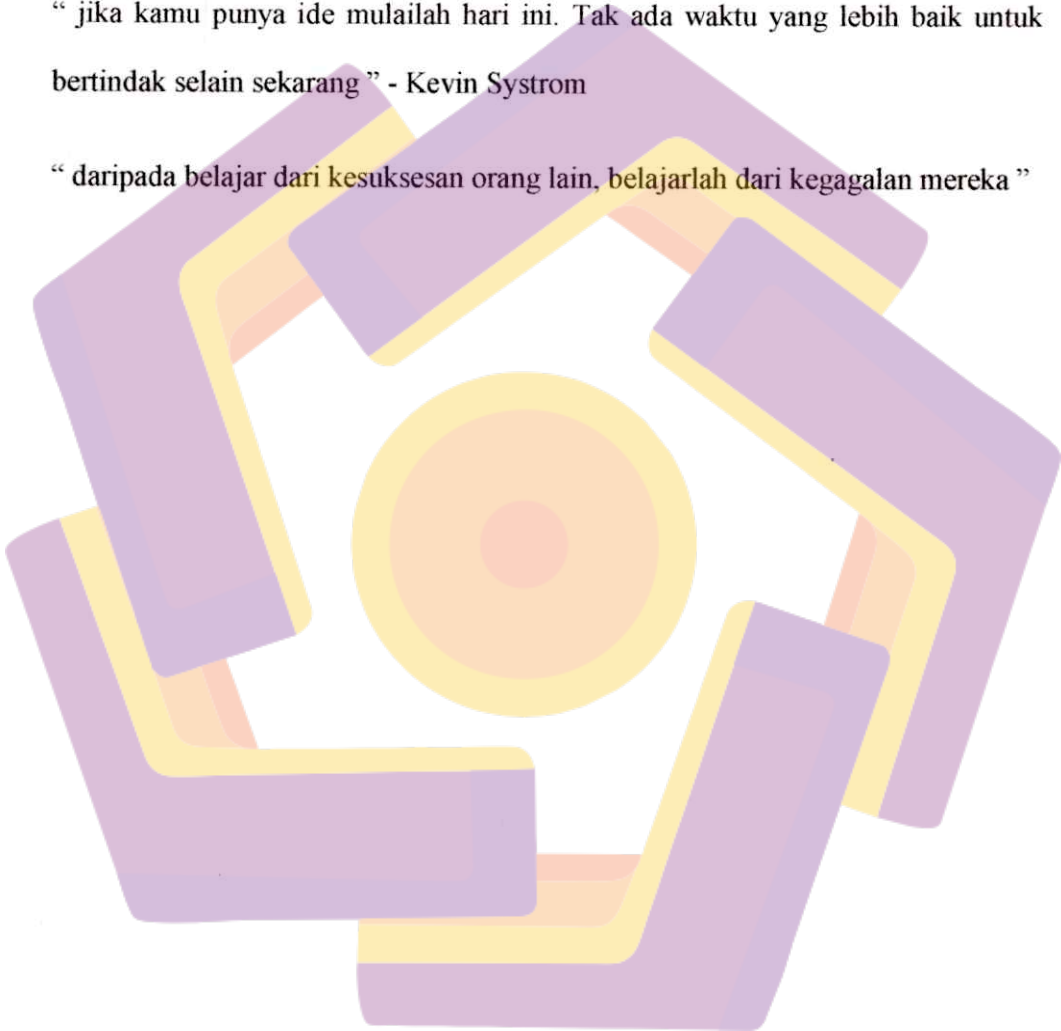 “ jika kamu punya ide mulailah hari ini. Tak ada waktu yang lebih baik untuk
bertindak selain sekarang ” - Kevin Systrom
“ daripada belajar dari kesuksesan orang lain, belajarlah dari kegagalan mereka ”